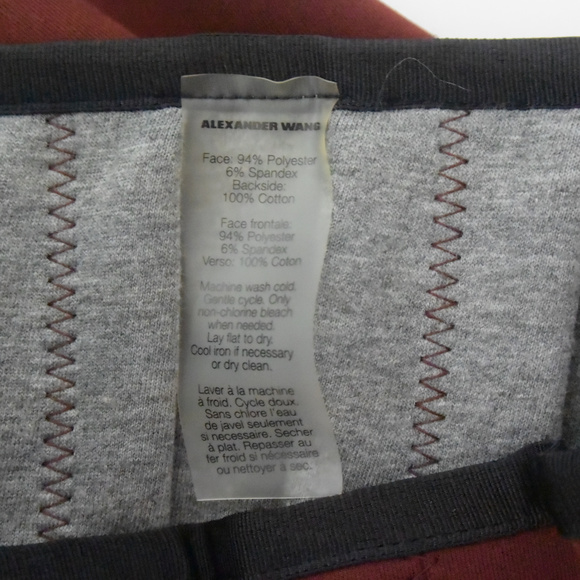 ALEXANDER WANG
Face: 94% Polyester
6% Spandex
Backside:
100% Cotton
Face frontale:
94% Polyester
6% Spandex
Verso: 100% Coton
Machine wash cold.
Gentle cycle. Only
non-chlorine bleach
when needed.
Lay flat to dry.
Cool iron if necessary
or dry clean.
Laver à la machine
à froid. Cycle doux.
Sans chlore l'eau
de javel seulement
si necessaire. Secher
à plat. Repasser au
fer froid si nécessaire
ou nettoyer à sec.